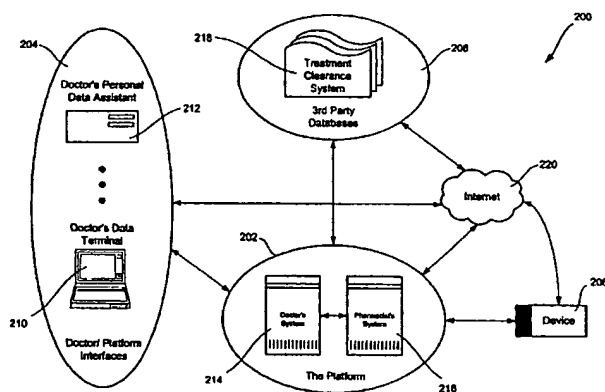 200
204
Doctor's Personal
Data Assistant
212
Doctor's Data
Terminal
210
Doctor/ Platform
Interfaces
218
Treatment
Clearance
System
3rd Party
Databases
206
220
Internet
202
Doctor's
System
Pharmacist's
System
214
216
The Platform
208
Device